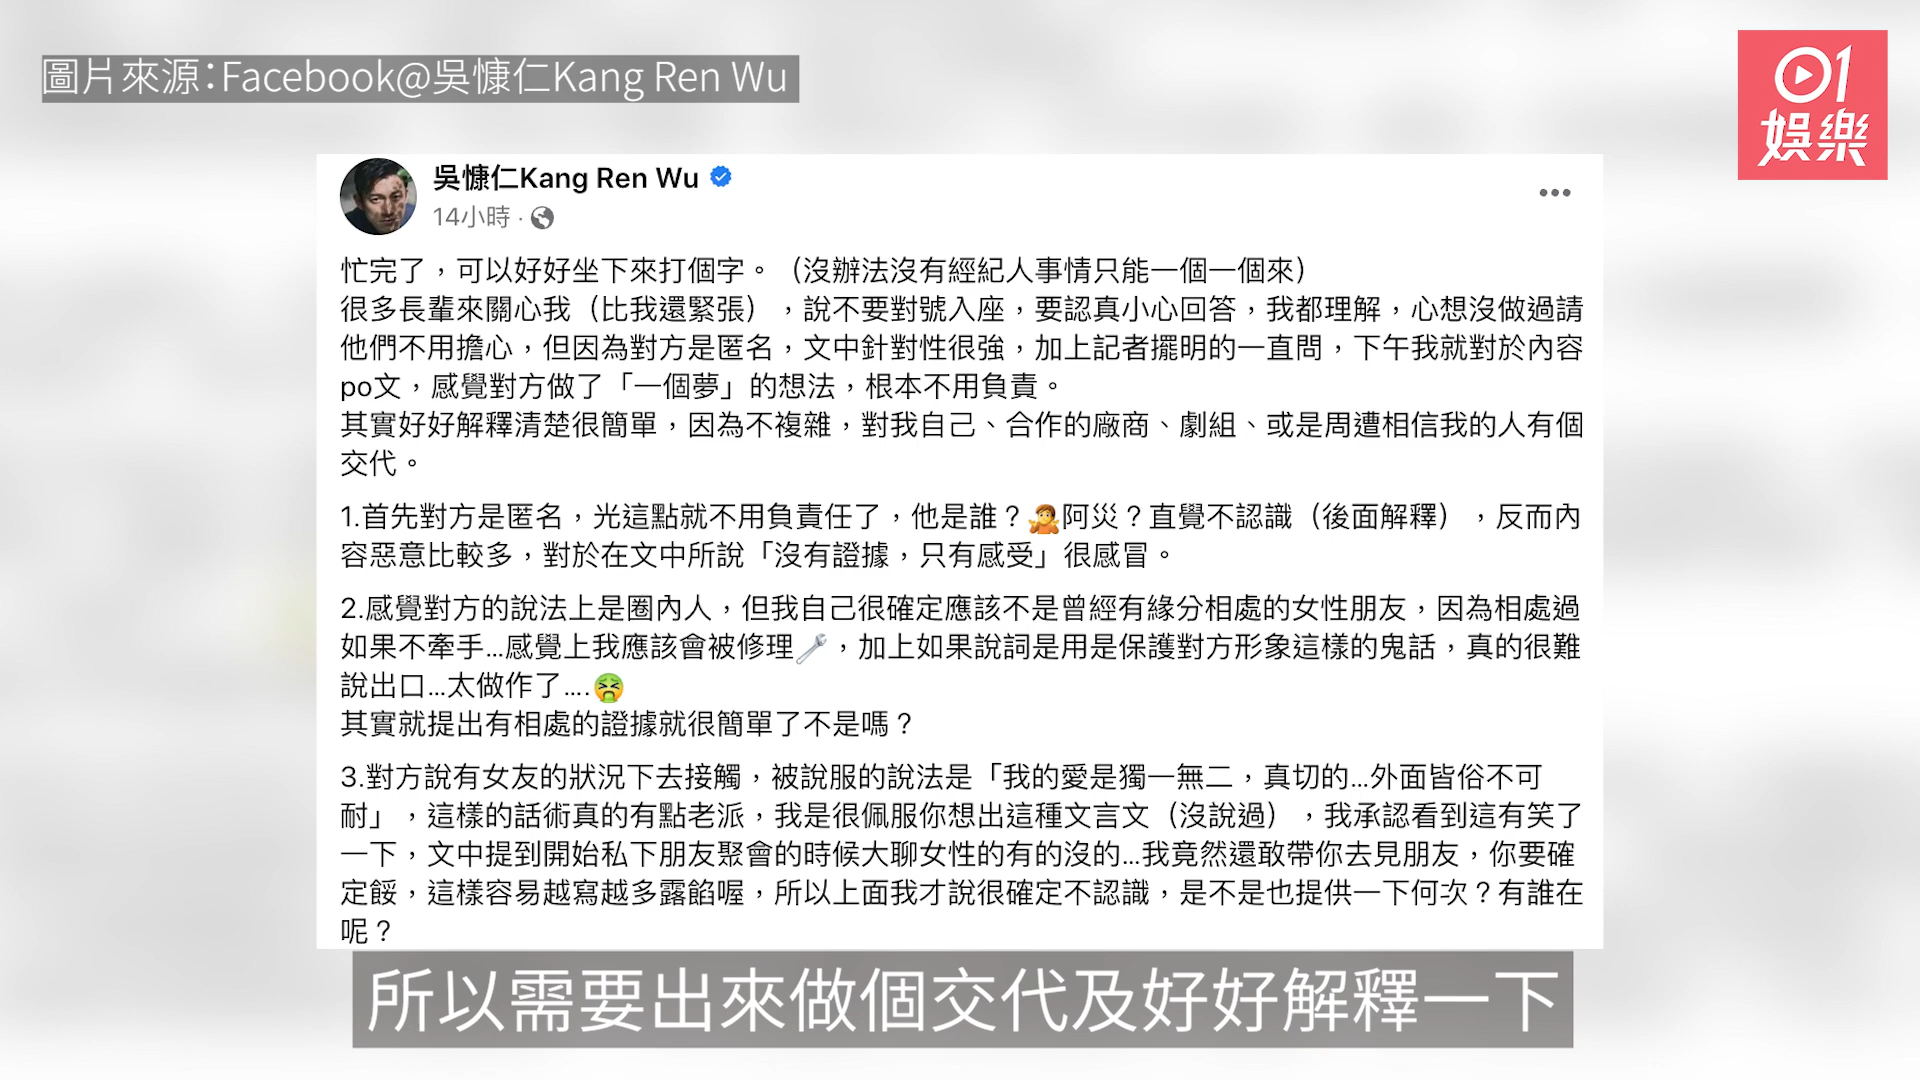 圖片來源：Facebook@吳慷仁Kang Ren Wu
01
娛樂
吳慷仁Kang Ren Wu
14小時 ·
忙完了，可以好好坐下來打個字。（沒辦法沒有經紀人事情只能一個一個來）
很多長輩來關心我（比我還緊張），說不要對號入座，要認真小心回答，我都理解，心想沒做過請
他們不用擔心，但因為對方是匿名，文中針對性很強，加上記者擺明的一直問，下午我就對於內容
po文，感覺對方做了「一個夢」的想法，根本不用負責。
其實好好解釋清楚很簡單，因為不複雜，對我自己、合作的廠商、劇組、或是周遭相信我的人有個
交代。
1.首先對方是匿名，光這點就不用負責任了，他是誰？🤷阿災？直覺不認識（後面解釋），反而內
容惡意比較多，對於在文中所說「沒有證據，只有感受」很感冒。
2.感覺對方的說法上是圈內人，但我自己很確定應該不是曾經有緣分相處的女性朋友，因為相處過
如果不牽手...感覺上我應該會被修理🔧，加上如果說詞是用是保護對方形象這樣的鬼話，真的很難
說出口...太做作了....🤮
其實就提出有相處的證據就很簡單了不是嗎？
3.對方說有女友的狀況下去接觸，被說服的說法是「我的愛是獨一無二，真切的...外面皆俗不可
耐」，這樣的話術真的有點老派，我是很佩服你想出這種文言文（沒說過），我承認看到這有笑了
一下，文中提到開始私下朋友聚會的時候大聊女性的有的沒的...我竟然還敢帶你去見朋友，你要確
定餒，這樣容易越寫越多露餡喔，所以上面我才說很確定不認識，是不是也提供一下何次？有誰在
呢？
所以需要出來做個交代及好好解釋一下